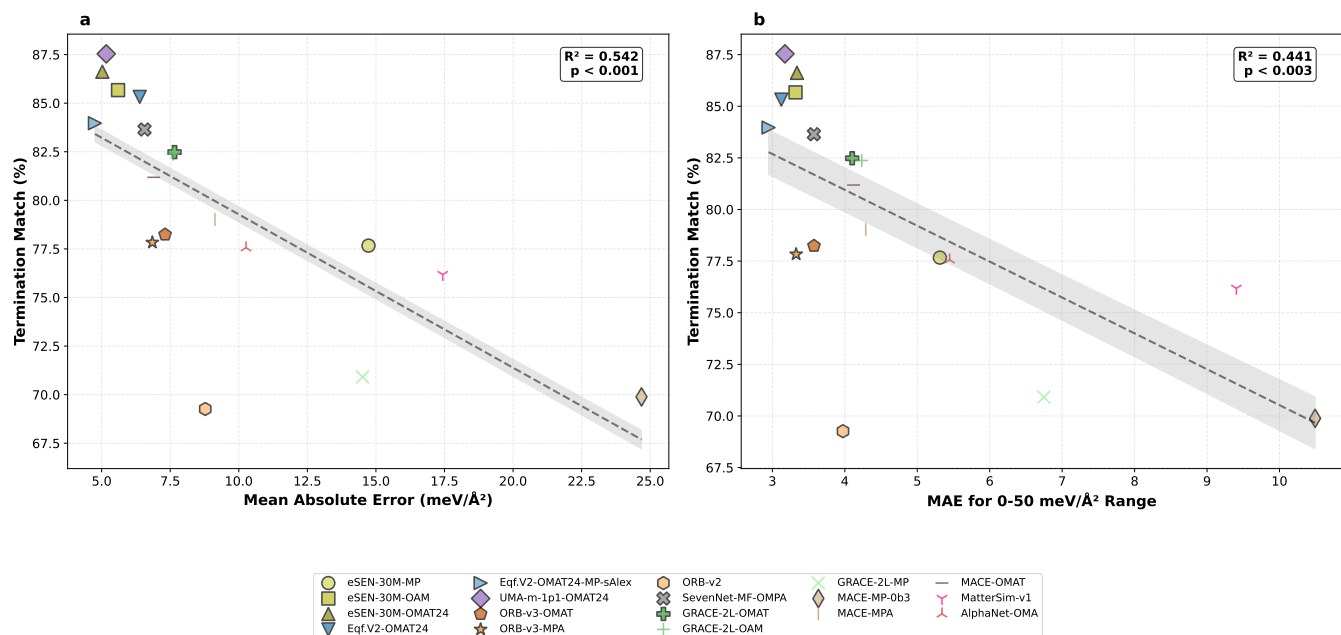 a
b
R² = 0.542
p < 0.001
R² = 0.441
p < 0.003
Termination Match (%)
87.5
85.0
82.5
80.0
77.5
75.0
72.5
70.0
67.5
5.0 7.5 10.0 12.5 15.0 17.5 20.0 22.5 25.0
Mean Absolute Error (meV/Å²)
Termination Match (%)
87.5
85.0
82.5
80.0
77.5
75.0
72.5
70.0
67.5
3 4 5 6 7 8 9 10
MAE for 0-50 meV/Å² Range
eSEN-30M-MP
eSEN-30M-OAM
eSEN-30M-OMAT24
Eqf.V2-OMAT24
Eqf.V2-OMAT24-MP-sAlex
UMA-m-1p1-OMAT24
ORB-v3-OMAT
ORB-v3-MPA
ORB-v2
SevenNet-MF-OMPA
GRACE-2L-OMAT
GRACE-2L-OAM
GRACE-2L-MP
MACE-MP-0b3
MACE-MPA
MACE-OMAT
MatterSim-v1
AlphaNet-OMA